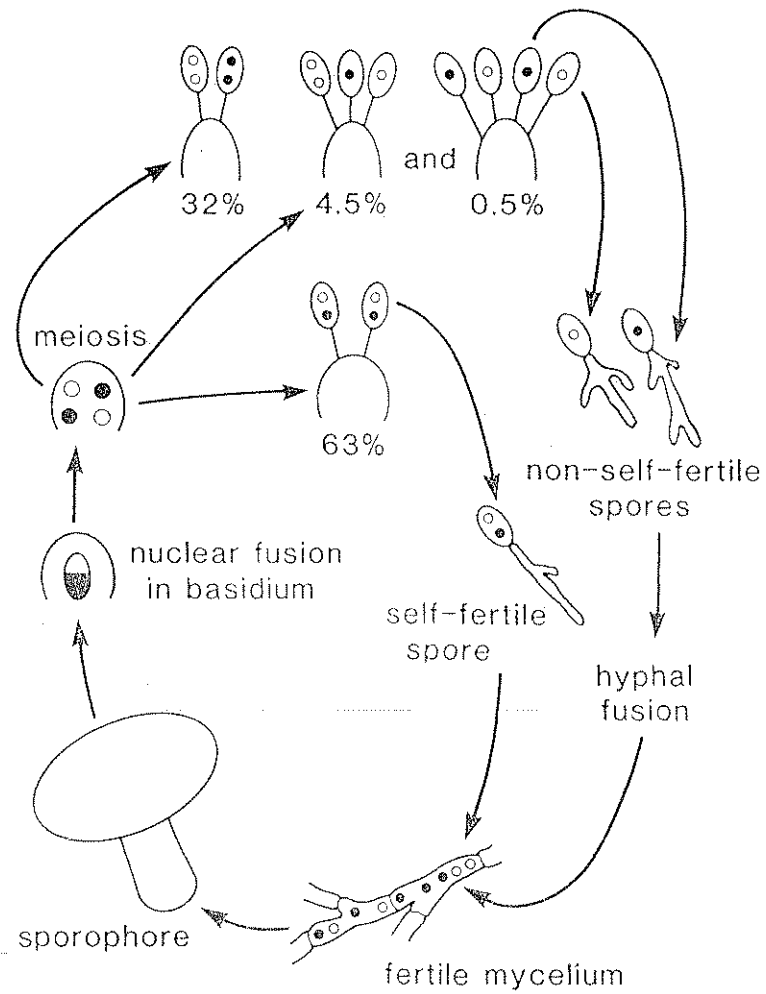 32%
4.5%
and
0.5%
meiosis
63%
non-self-fertile
spores
nuclear fusion
in basidium
self-fertile
spore
hyphal
fusion
sporophore
fertile mycelium